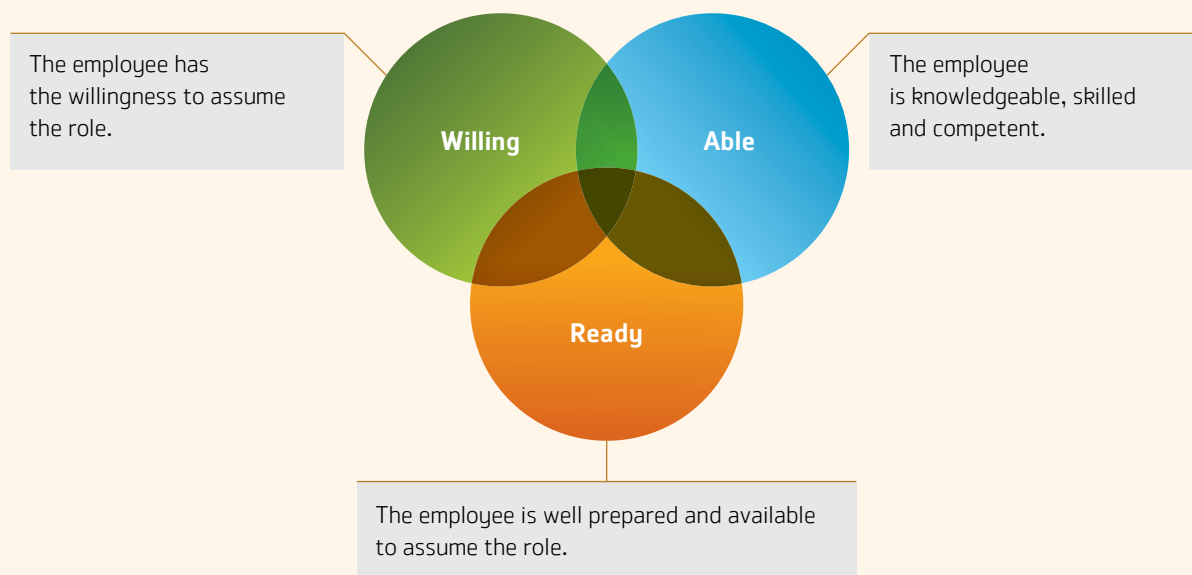 The employee has
the willingness to assume
the role.
Willing
Able
The employee
is knowledgeable, skilled
and competent.
Ready
The employee is well prepared and available
to assume the role.